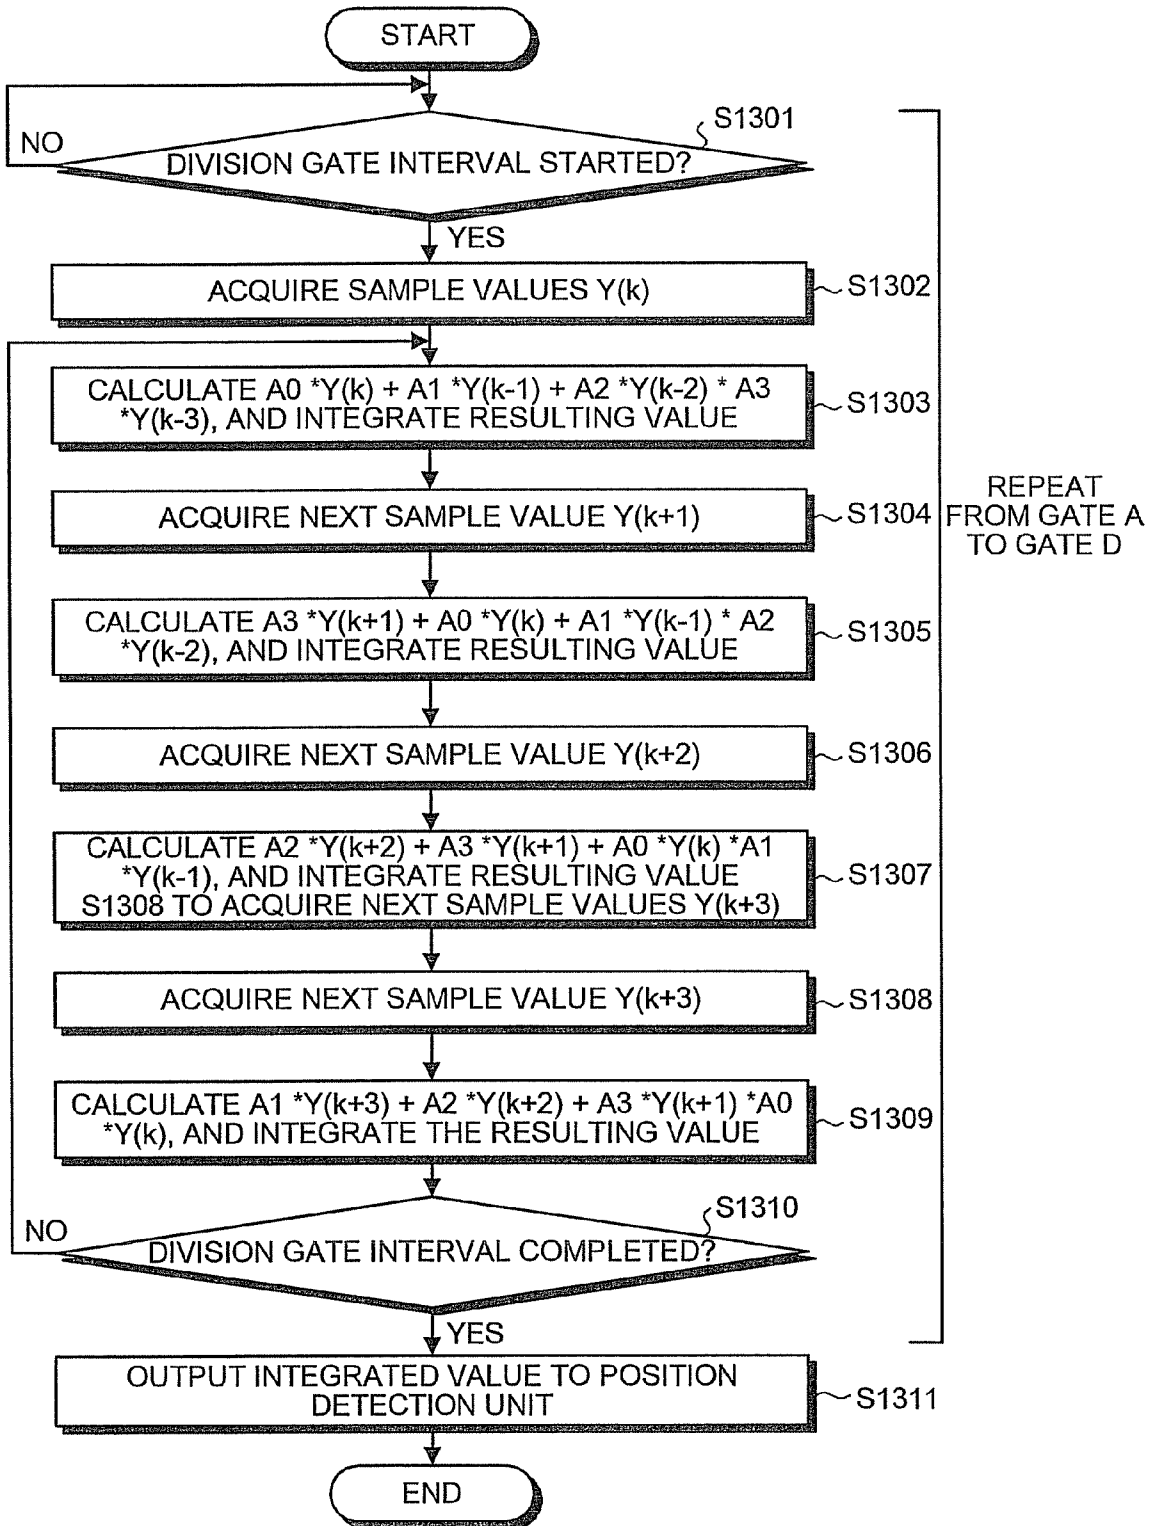 START
NO
S1301
DIVISION GATE INTERVAL STARTED?
YES
ACQUIRE SAMPLE VALUES Y(k)
S1302
CALCULATE A0 *Y(k) + A1 *Y(k-1) + A2 *Y(k-2) * A3
*Y(k-3), AND INTEGRATE RESULTING VALUE
S1303
ACQUIRE NEXT SAMPLE VALUE Y(k+1)
S1304
REPEAT
FROM GATE A
TO GATE D
CALCULATE A3 *Y(k+1) + A0 *Y(k) + A1 *Y(k-1) * A2
*Y(k-2), AND INTEGRATE RESULTING VALUE
S1305
ACQUIRE NEXT SAMPLE VALUE Y(k+2)
S1306
CALCULATE A2 *Y(k+2) + A3 *Y(k+1) + A0 *Y(k) *A1
*Y(k-1), AND INTEGRATE RESULTING VALUE
S1308 TO ACQUIRE NEXT SAMPLE VALUES Y(k+3)
S1307
ACQUIRE NEXT SAMPLE VALUE Y(k+3)
S1308
CALCULATE A1 *Y(k+3) + A2 *Y(k+2) + A3 *Y(k+1) *A0
*Y(k), AND INTEGRATE THE RESULTING VALUE
S1309
NO
S1310
DIVISION GATE INTERVAL COMPLETED?
YES
OUTPUT INTEGRATED VALUE TO POSITION
DETECTION UNIT
S1311
END